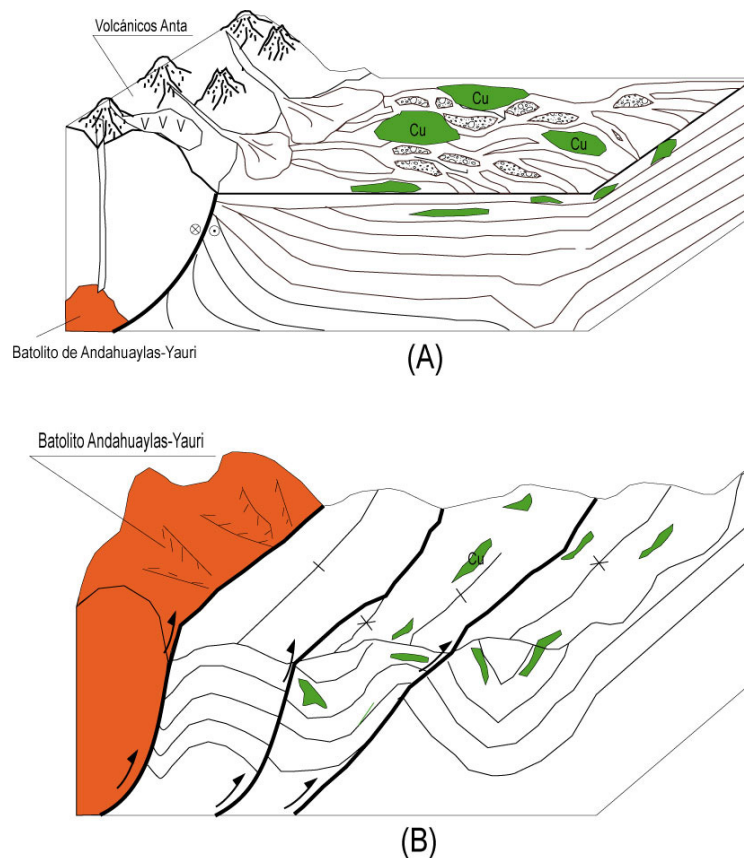 Volcánicos Anta
Cu
Cu
Cu
V V V
Batolito de Andahuaylas-Yauri
(A)
Batolito Andahuaylas-Yauri
Cu
(B)